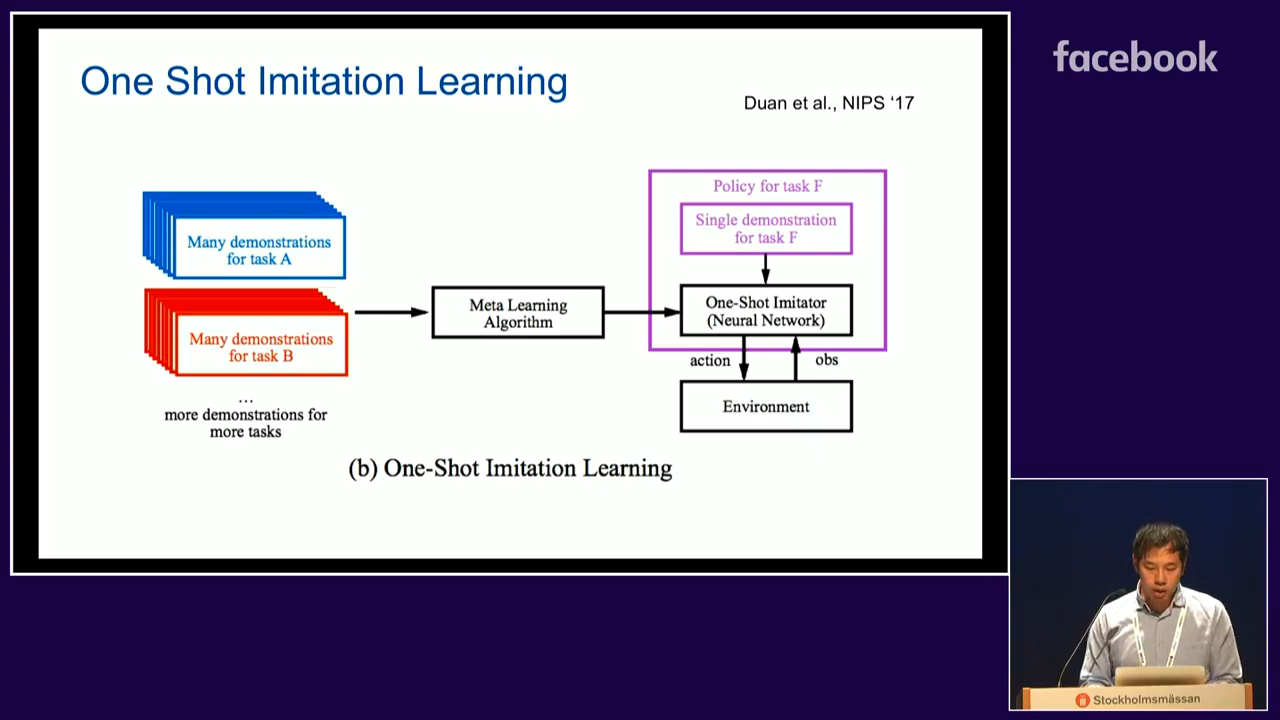 One Shot Imitation Learning
Duan et al., NIPS ‘17
facebook
Many demonstrations
for task A
Many demonstrations
for task B
...
more demonstrations for
more tasks
Meta Learning
Algorithm
Policy for task F
Single demonstration
for task F
One-Shot Imitator
(Neural Network)
action
obs
Environment
(b) One-Shot Imitation Learning
Stockholmsmässan